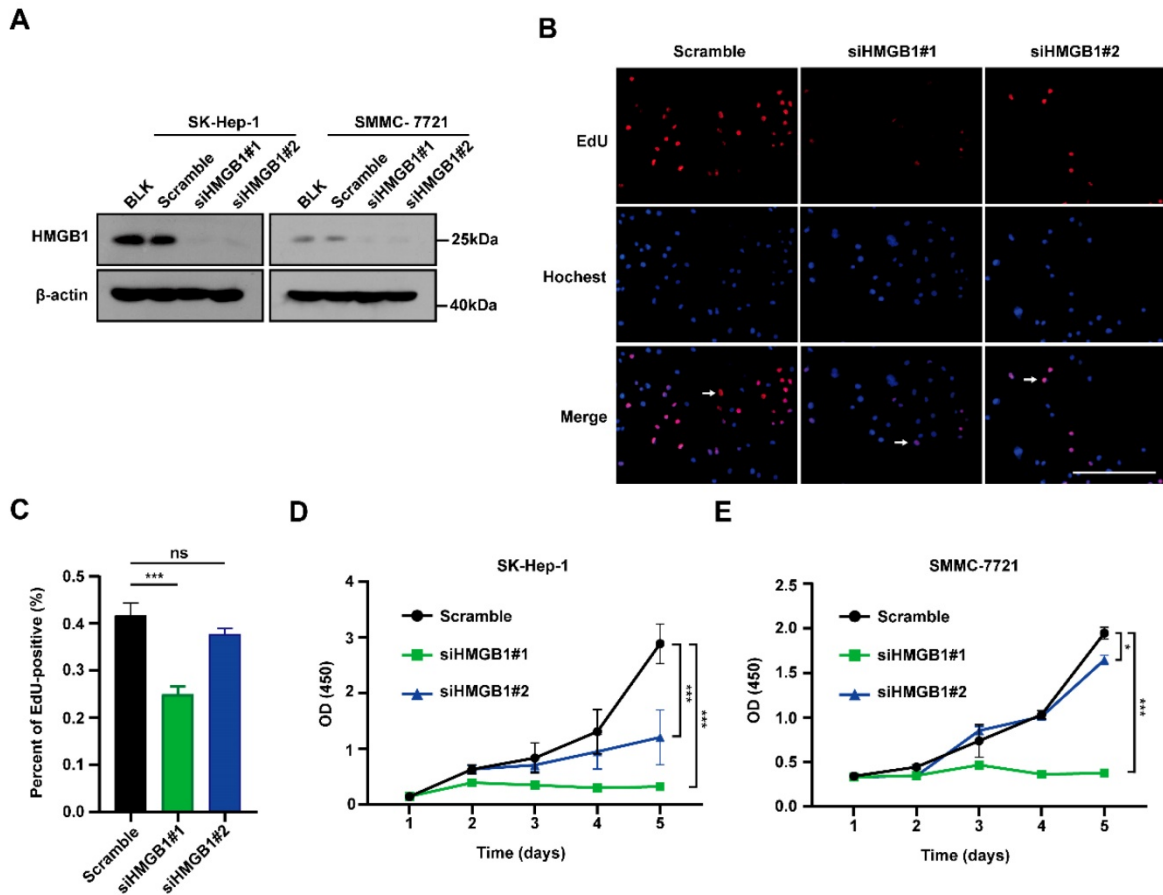 A
SK-Hep-1
SMMC- 7721
BLK
Scramble
siHMGB1#1
siHMGB1#2
BLK
Scramble
siHMGB1#1
siHMGB1#2
HMGB1
25kDa
β-actin
40kDa
B
Scramble
siHMGB1#1
siHMGB1#2
EdU
Hochest
Merge
C
ns
***
Percent of EdU-positive (%)
0.5
0.4
0.3
0.2
0.1
0.0
Scramble
siHMGB1#1
siHMGB1#2
D
SK-Hep-1
Scramble
siHMGB1#1
siHMGB1#2
OD (450)
4
3
2
1
0
***
***
1 2 3 4 5
Time (days)
E
SMMC-7721
Scramble
siHMGB1#1
siHMGB1#2
OD (450)
2.5
2.0
1.5
1.0
0.5
0.0
*
***
1 2 3 4 5
Time (days)